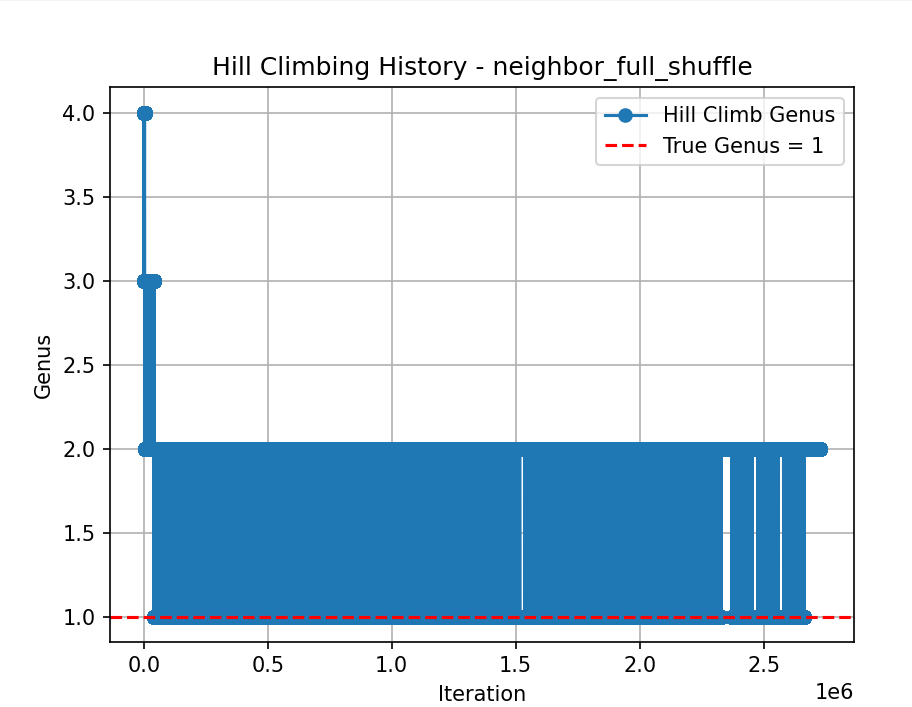 Hill Climbing History - neighbor_full_shuffle
Hill Climb Genus
True Genus = 1
Genus
4.0
3.5
3.0
2.5
2.0
1.5
1.0
0.0
0.5
1.0
1.5
2.0
2.5
Iteration
1e6